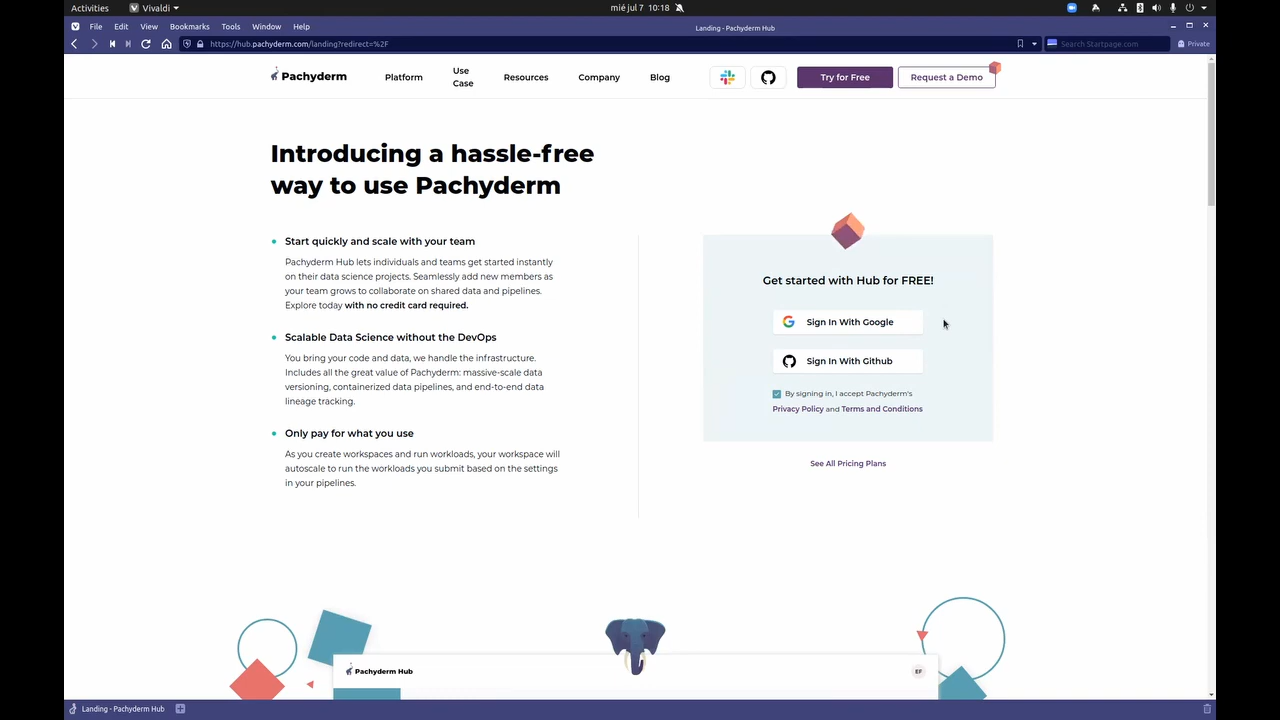 Activities
Vivaldi
mié jul 7 10:18
File Edit View Bookmarks Tools Window Help
Landing - Pachyderm Hub
https://hub.pachyderm.com/landing?redirect=%2F
Search Startpage.com
Private
Pachyderm
Platform
Use
Case
Resources
Company
Blog
Try for Free
Request a Demo
Introducing a hassle-free
way to use Pachyderm
Start quickly and scale with your team
Pachyderm Hub lets individuals and teams get started instantly
on their data science projects. Seamlessly add new members as
your team grows to collaborate on shared data and pipelines.
Explore today with no credit card required.
Scalable Data Science without the DevOps
You bring your code and data, we handle the infrastructure.
Includes all the great value of Pachyderm: massive-scale data
versioning, containerized data pipelines, and end-to-end data
lineage tracking.
Only pay for what you use
As you create workspaces and run workloads, your workspace will
autoscale to run the workloads you submit based on the settings
in your pipelines.
Get started with Hub for FREE!
Sign In With Google
Sign In With Github
By signing in, I accept Pachyderm's
Privacy Policy and Terms and Conditions
See All Pricing Plans
Pachyderm Hub
EF
Landing - Pachyderm Hub